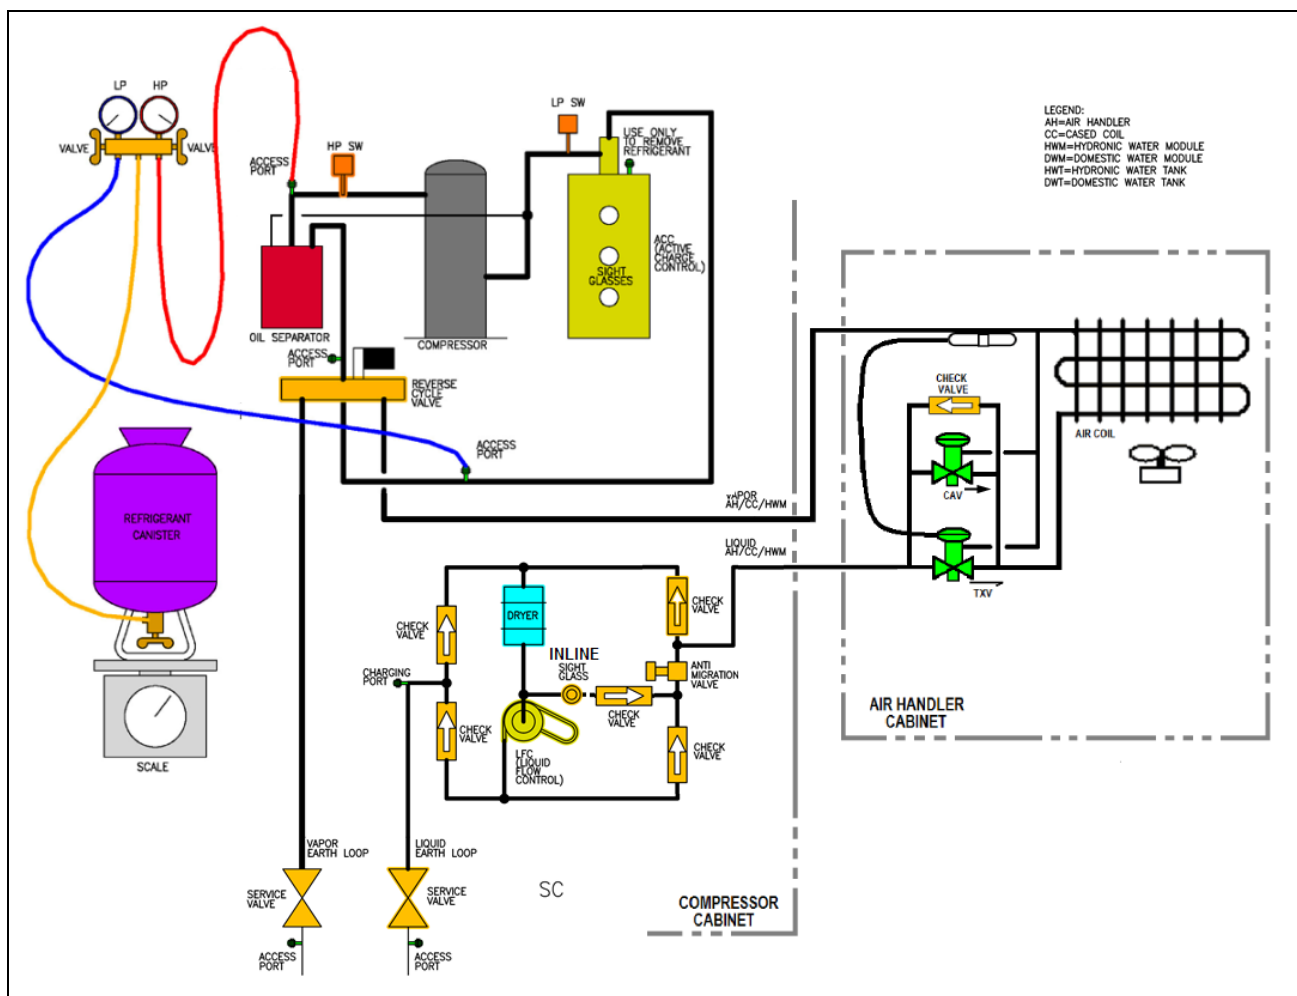 LP
HP
VALVE
VALVE
ACCESS
PORT
HP SW
LP SW
USE ONLY
TO REMOVE
REFRIGERANT
LEGEND:
AH=AIR HANDLER
CC=CASED COIL
HWM=HYDRONIC WATER MODULE
DWM=DOMESTIC WATER MODULE
HWT=HYDRONIC WATER TANK
DWT=DOMESTIC WATER TANK
ACC
(ACTIVE
CHARGE
CONTROL)
SIGHT
GLASSES
OIL SEPARATOR
COMPRESSOR
ACCESS
PORT
REVERSE
CYCLE
VALVE
ACCESS
PORT
CHECK
VALVE
AIR COIL
CAV
TXV
VAPOR
AH/CC/HWM
LIQUID
AH/CC/HWM
REFRIGERANT
CANISTER
SCALE
DRYER
CHECK
VALVE
CHECK
VALVE
INLINE
SIGHT
GLASS
ANTI
MIGRATION
VALVE
CHARGING
PORT
CHECK
VALVE
CHECK
VALVE
CHECK
VALVE
LFC
(LIQUID
FLOW
CONTROL)
AIR HANDLER
CABINET
VAPOR
EARTH LOOP
LIQUID
EARTH LOOP
SERVICE
VALVE
SERVICE
VALVE
SC
COMPRESSOR
CABINET
ACCESS
PORT
ACCESS
PORT